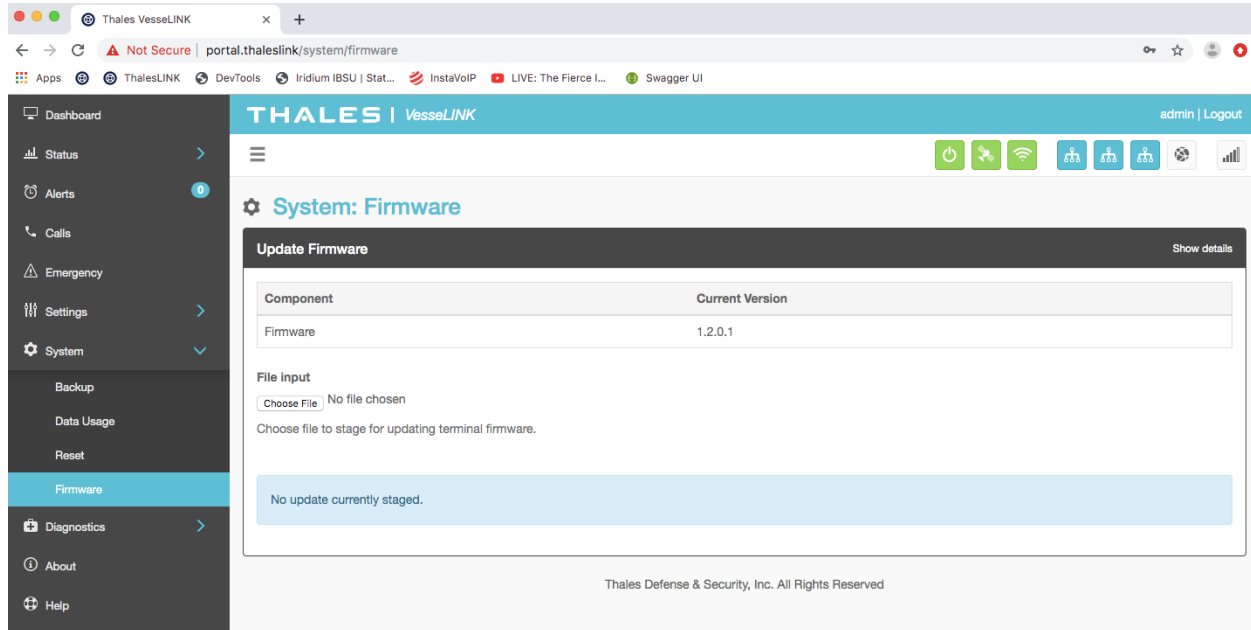 Thales VesseLINK
Not Secure | portal.thaleslink/system/firmware
Apps ThalesLINK DevTools Iridium IBSU | Stat... InstaVoIP LIVE: The Fierce I... Swagger UI
Dashboard
THALES | VesseLINK
admin | Logout
Status
Alerts 0
System: Firmware
Calls
Update Firmware
Show details
Emergency
Component Current Version
Settings
Firmware 1.2.0.1
System
File input
Backup
Choose File No file chosen
Data Usage
Choose file to stage for updating terminal firmware.
Reset
Firmware
No update currently staged.
Diagnostics
About
Thales Defense & Security, Inc. All Rights Reserved
Help